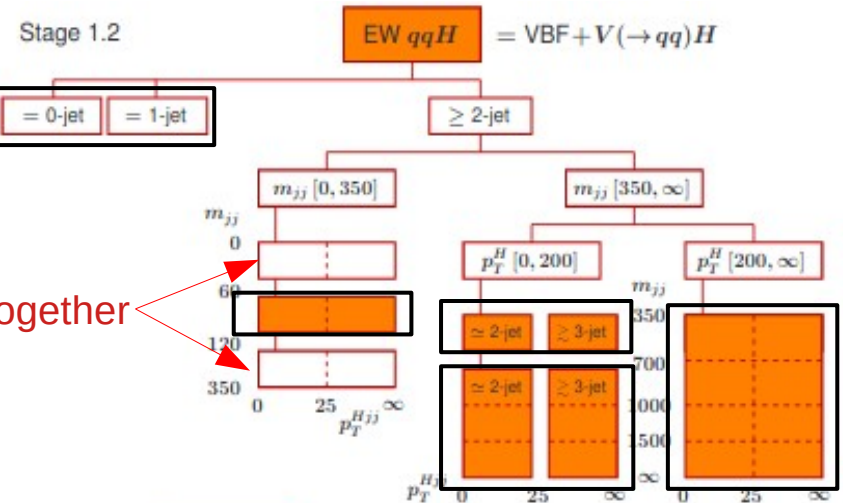 Stage 1.2
EW qqH = VBF+V(→qq)H
= 0-jet = 1-jet ≥ 2-jet
m_jj [0, 350] m_jj [350, ∞]
m_jj
0
p_T^H [0, 200] p_T^H [200, ∞]
60
m_jj
ogether
350
≃ 2-jet ≳ 3-jet
120
700
350
≃ 2-jet ≳ 3-jet
0 25 ∞
1000
p_T^Hjj
1500
∞
p_T^Hjj 0 25 ∞ 0 25 ∞